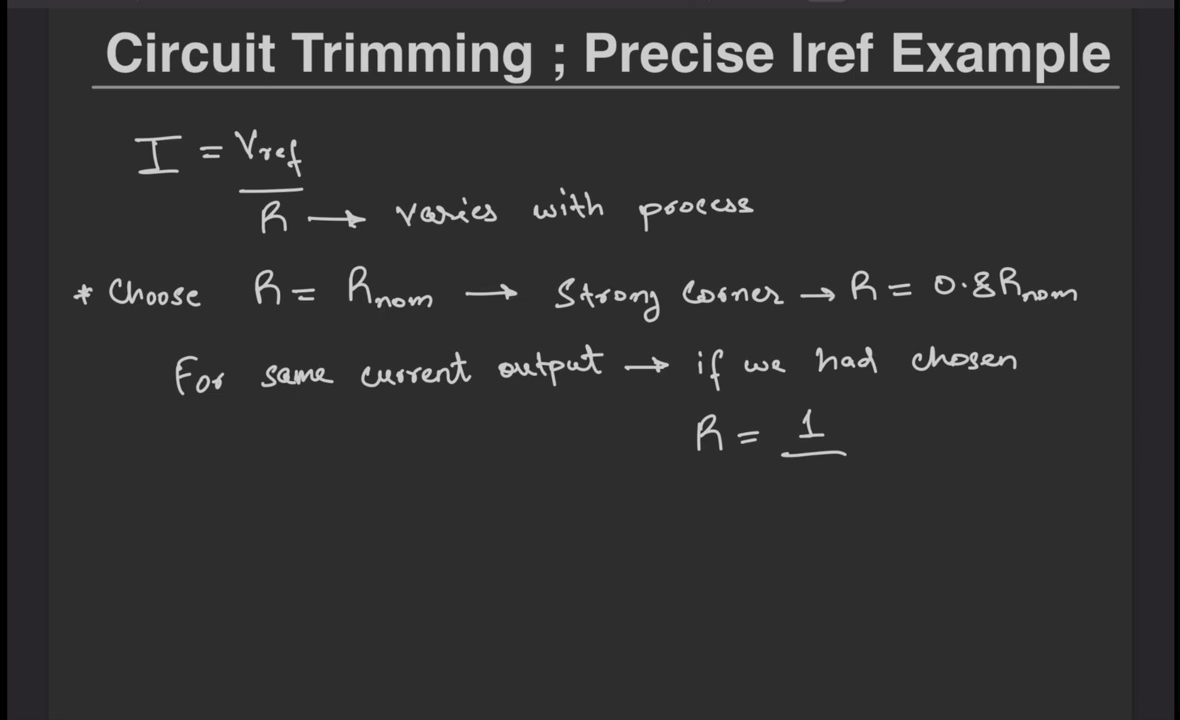 Circuit Trimming ; Precise Iref Example
I = Vref
R → varies with process
* Choose R = Rnom → Strong Corner → R = 0.8Rnom
For same current output → if we had chosen
R = 1